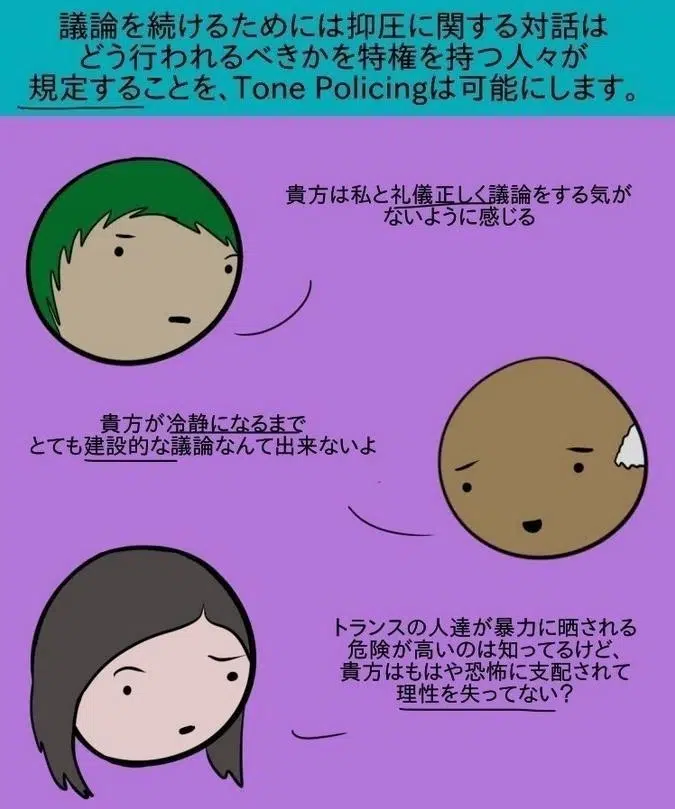 議論を続けるためには抑圧に関する対話は
どう行われるべきかを特権を持つ人々が
規定することを、Tone Policingは可能にします。
貴方は私と礼儀正しく議論をする気が
ないように感じる
貴方が冷静になるまで
とても建設的な議論なんて出来ないよ
トランスの人達が暴力に晒される
危険が高いのは知ってるけど、
貴方はもはや恐怖に支配されて
理性を失ってない?